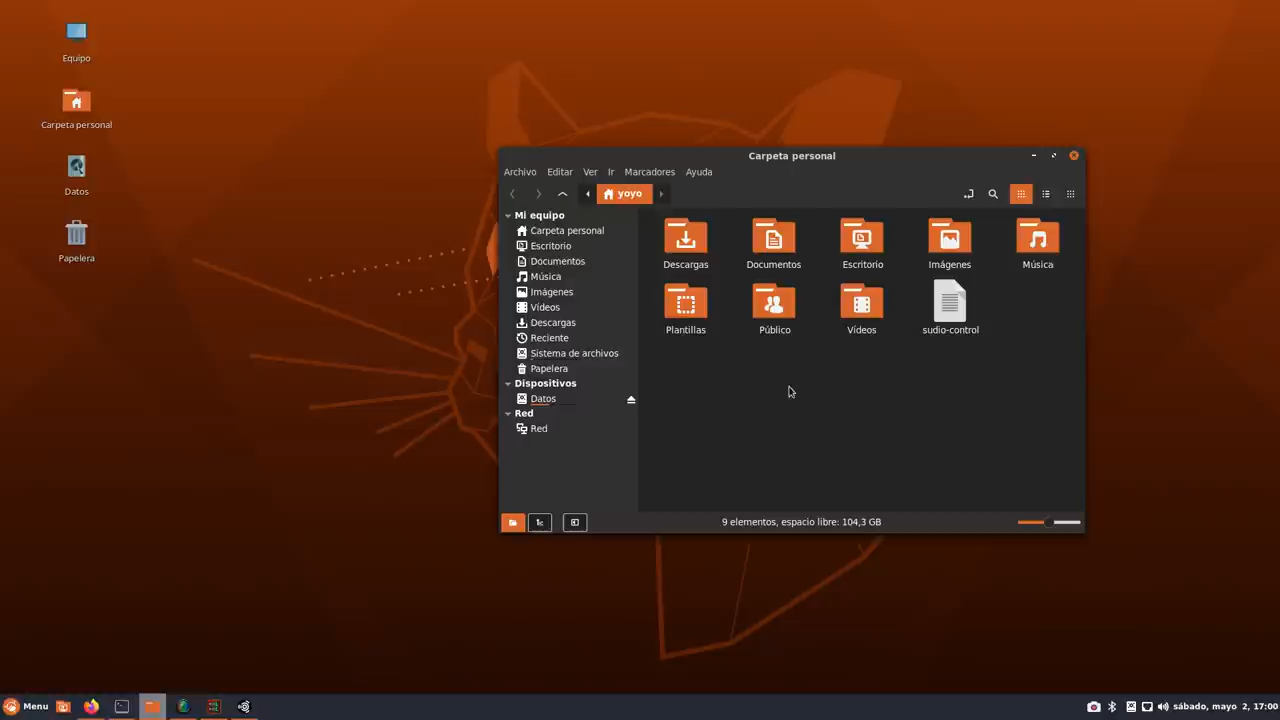 Equipo
Carpeta personal
Datos
Papelera
Carpeta personal
Archivo Editar Ver Ir Marcadores Ayuda
yoyo
Mi equipo
Carpeta personal
Escritorio
Documentos
Música
Imágenes
Vídeos
Descargas
Reciente
Sistema de archivos
Papelera
Dispositivos
Datos
Red
Red
Descargas Documentos Escritorio Imágenes Música
Plantillas Público Vídeos sudio-control
9 elementos, espacio libre: 104,3 GB
Menu
sábado, mayo 2, 17:00